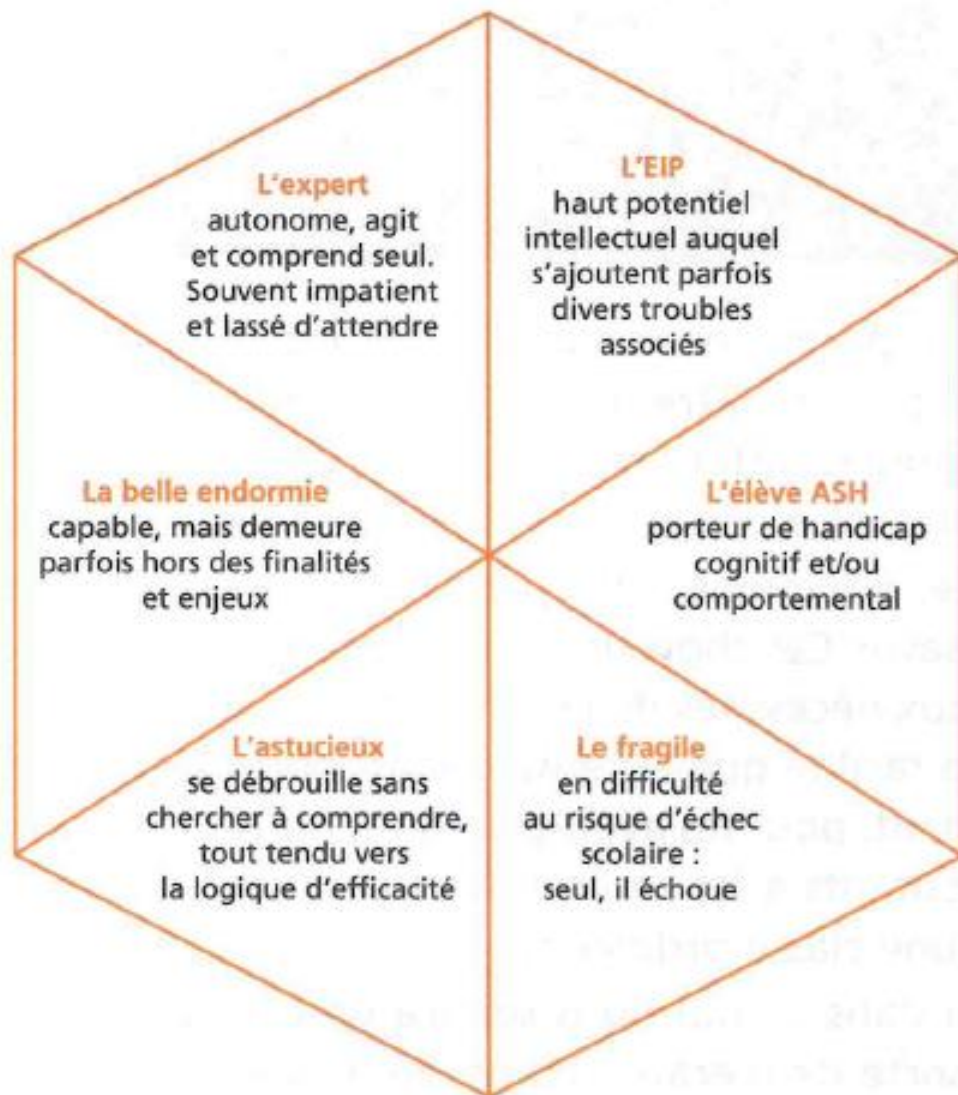 L'expert
autonome, agit
et comprend seul.
Souvent impatient
et lassé d'attendre
L'EIP
haut potentiel
intellectuel auquel
s'ajoutent parfois
divers troubles
associés
La belle endormie
capable, mais demeure
parfois hors des finalités
et enjeux
L'élève ASH
porteur de handicap
cognitif et/ou
comportemental
L'astucieux
se débrouille sans
chercher à comprendre,
tout tendu vers
la logique d'efficacité
Le fragile
en difficulté
au risque d'échec
scolaire :
seul, il échoue